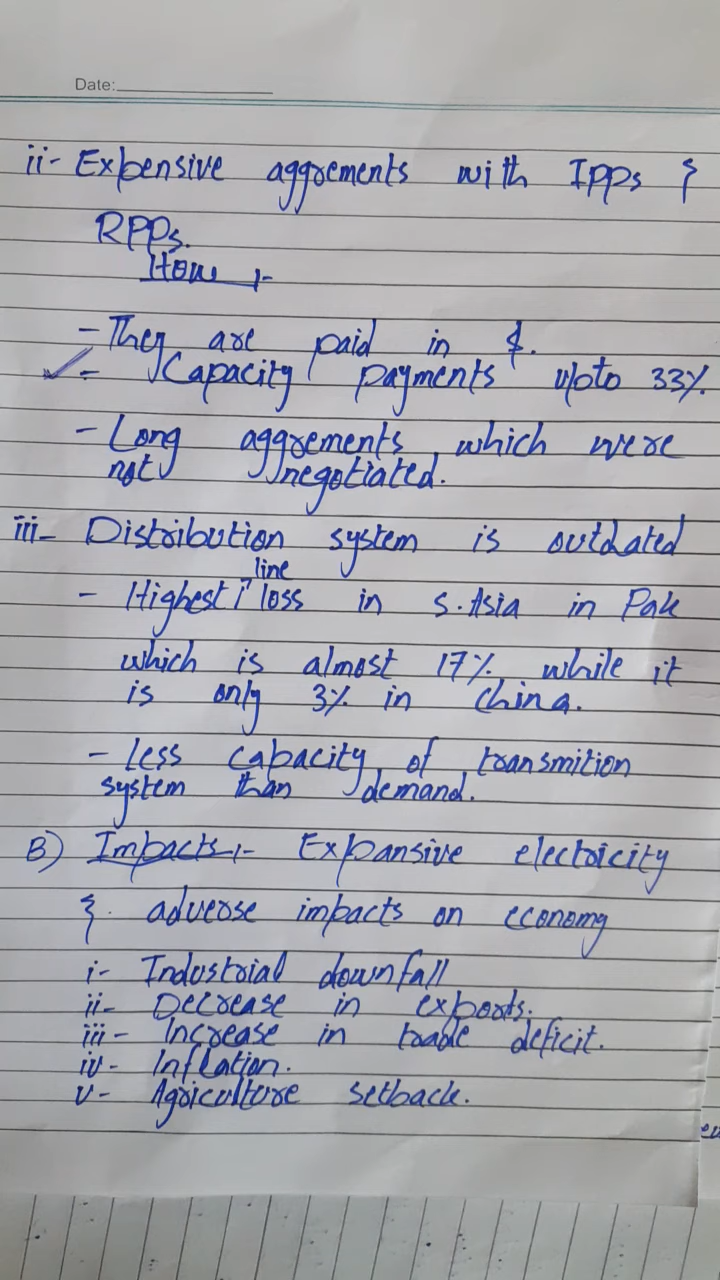 Date:
ii- Expensive aggrements with IPPs &
RPPs.
How :-
- They are paid in $.
- Capacity payments upto 33%.
- Long aggrements which were
not negotiated.
iii- Distribution system is outdated
line
- Highest loss in S.Asia in Pak
which is almost 17% while it
is only 3% in China.
- less capacity of transmition
system than demand.
B) Impacts:- Expansive electricity
& adverse impacts on economy
i- Industrial downfall
ii- Decrease in exports.
iii- Increase in trade deficit.
iv- Inflation.
v- Agriculture setback.